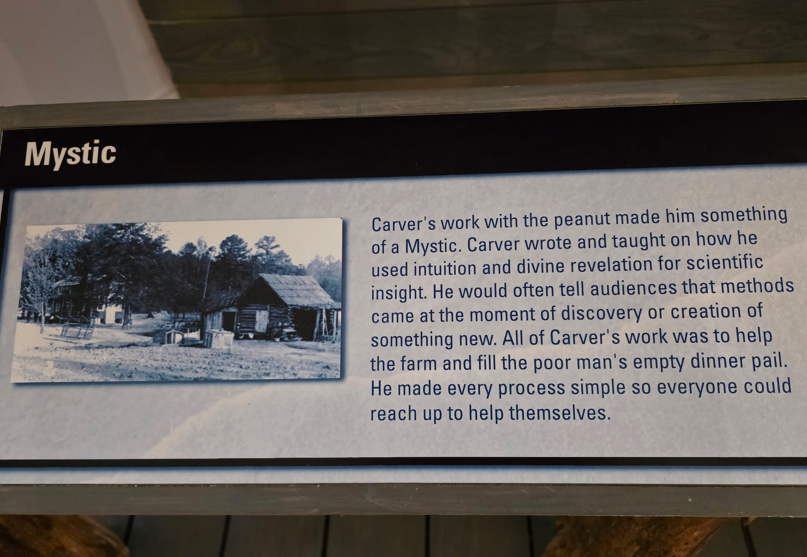 Mystic
Carver's work with the peanut made him something
of a Mystic. Carver wrote and taught on how he
used intuition and divine revelation for scientific
insight. He would often tell audiences that methods
came at the moment of discovery or creation of
something new. All of Carver's work was to help
the farm and fill the poor man's empty dinner pail.
He made every process simple so everyone could
reach up to help themselves.